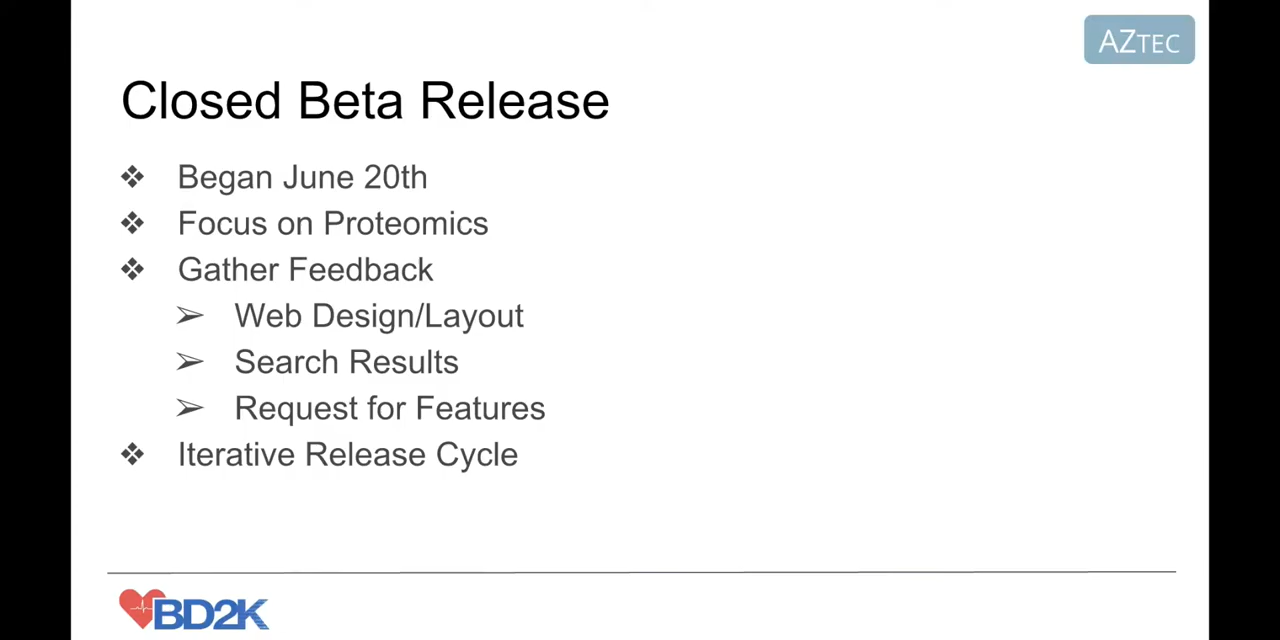 AZTEC
Closed Beta Release
❖ Began June 20th
❖ Focus on Proteomics
❖ Gather Feedback
➢ Web Design/Layout
➢ Search Results
➢ Request for Features
❖ Iterative Release Cycle
BD2K